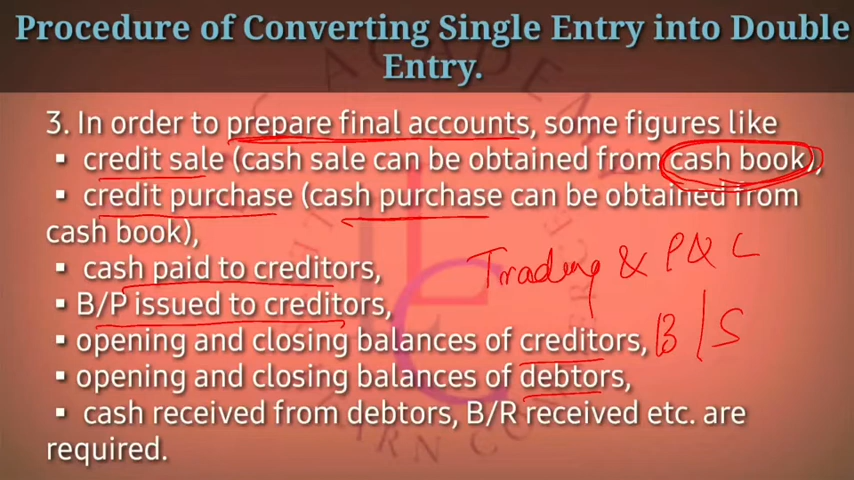 Procedure of Converting Single Entry into Double
Entry.
3. In order to prepare final accounts, some figures like
▪ credit sale (cash sale can be obtained from cash book),
▪ credit purchase (cash purchase can be obtained from
cash book),
▪ cash paid to creditors,
▪ B/P issued to creditors,
▪ opening and closing balances of creditors,
▪ opening and closing balances of debtors,
▪ cash received from debtors, B/R received etc. are
required.
Trading & P & L
B/S